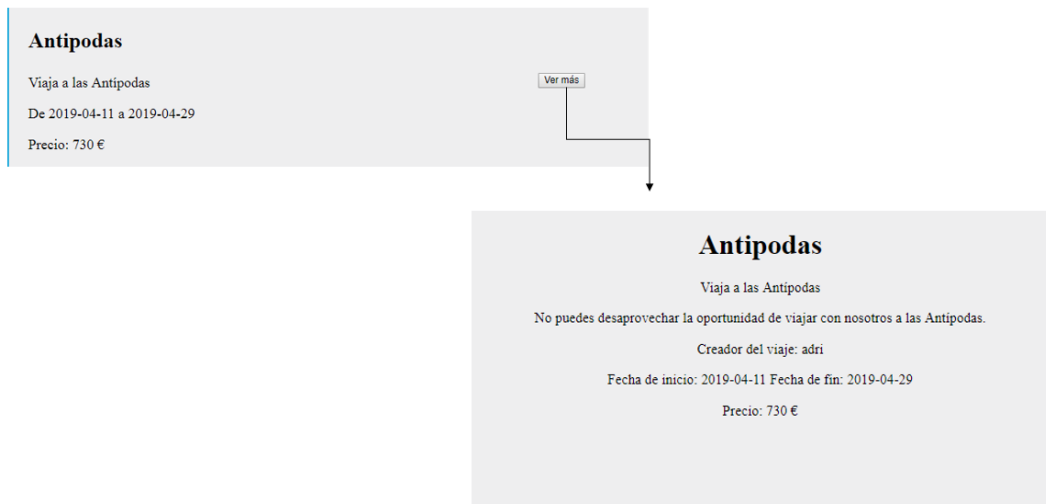 Antipodas
Viaja a las Antípodas
Ver más
De 2019-04-11 a 2019-04-29
Precio: 730 €
Antipodas
Viaja a las Antípodas
No puedes desaprovechar la oportunidad de viajar con nosotros a las Antípodas.
Creador del viaje: adri
Fecha de inicio: 2019-04-11 Fecha de fin: 2019-04-29
Precio: 730 €